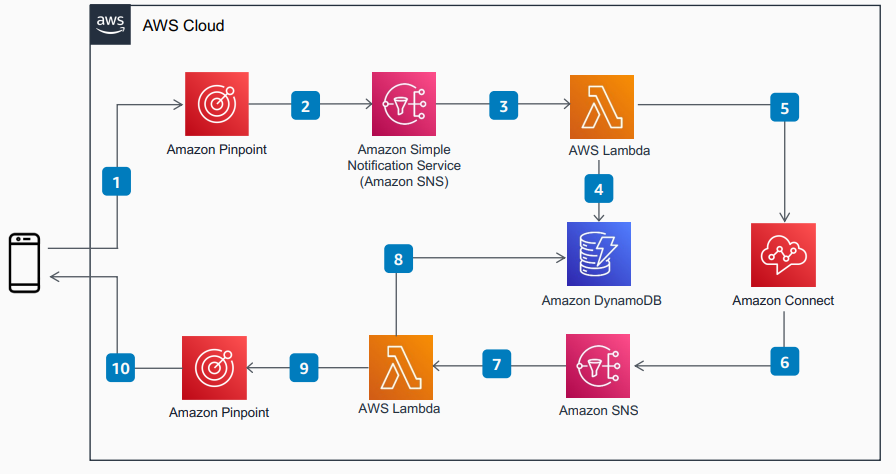 aws
AWS Cloud
2
3
5
Amazon Pinpoint
Amazon Simple
Notification Service
(Amazon SNS)
AWS Lambda
1
4
8
Amazon DynamoDB
Amazon Connect
10
9
7
6
Amazon Pinpoint
AWS Lambda
Amazon SNS